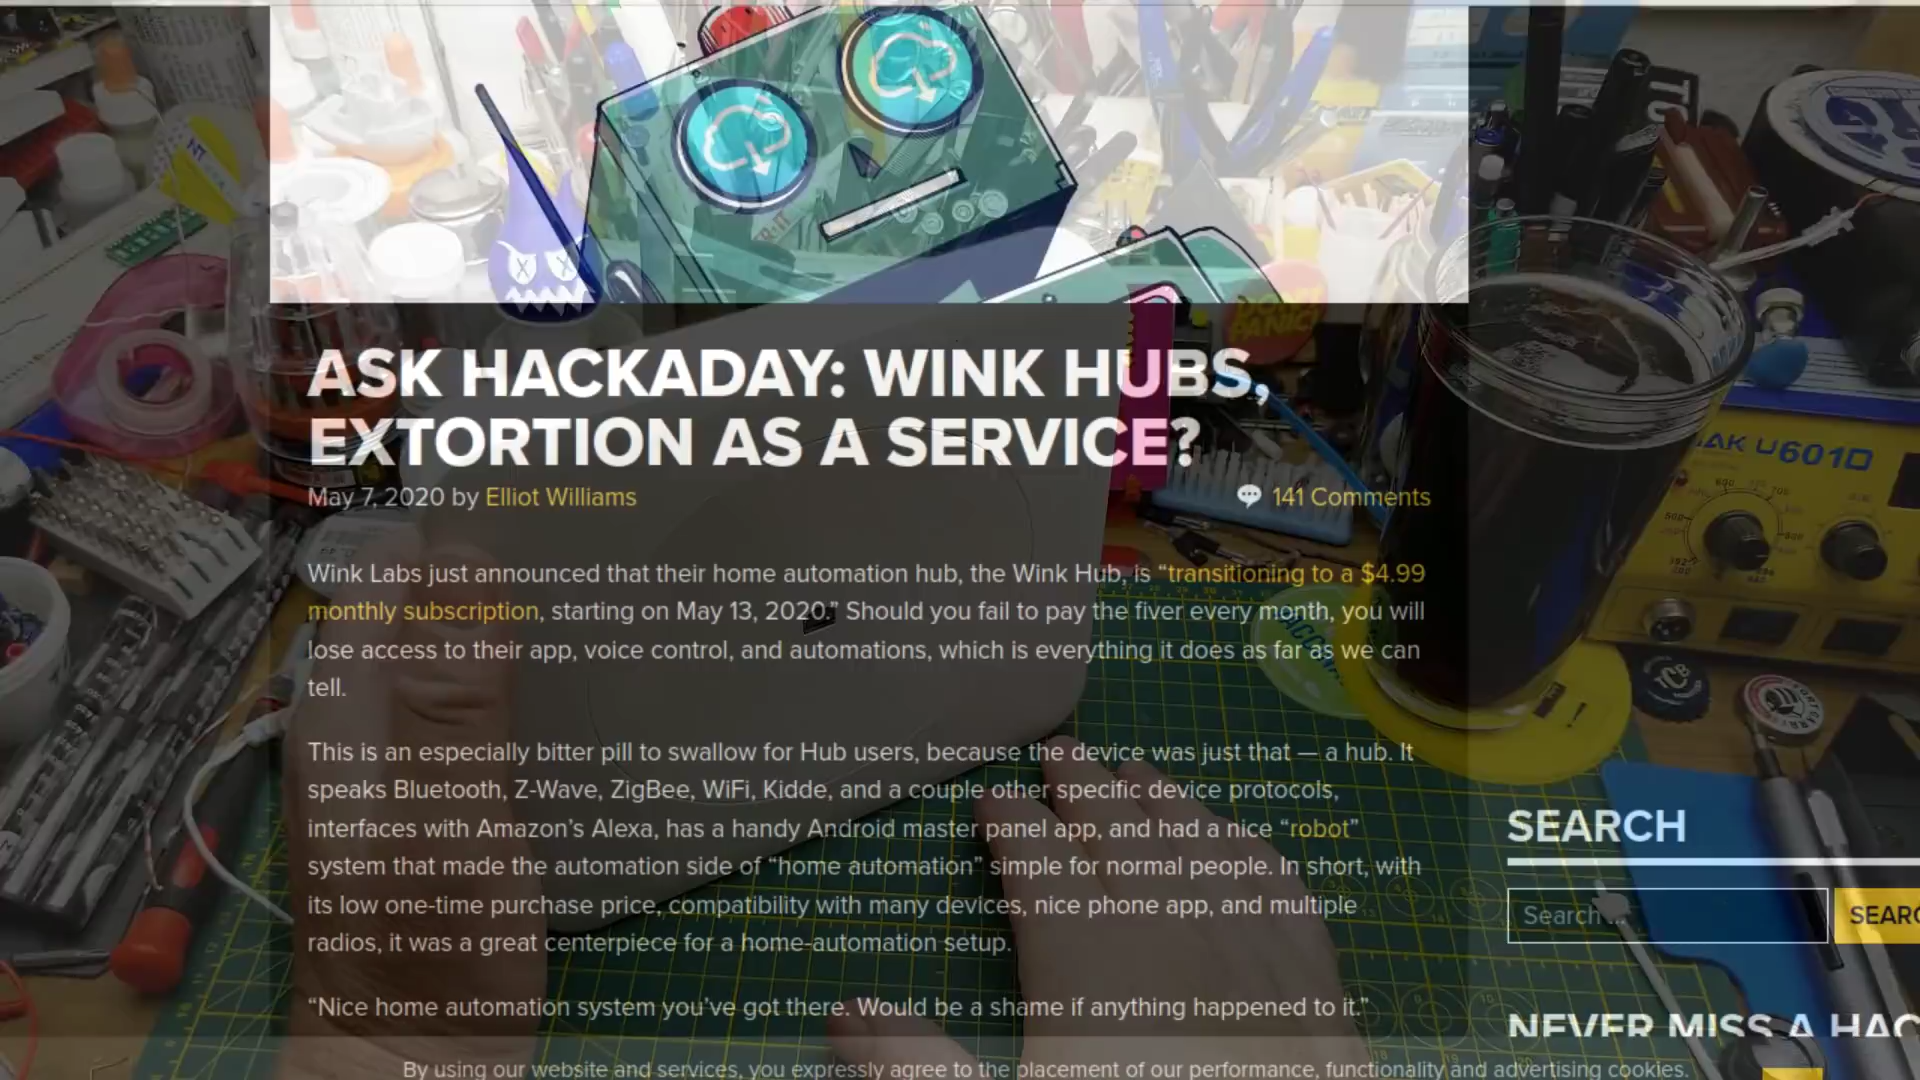 ASK HACKADAY: WINK HUBS,
EXTORTION AS A SERVICE?
May 7, 2020 by Elliot Williams
141 Comments
Wink Labs just announced that their home automation hub, the Wink Hub, is “transitioning to a $4.99
monthly subscription, starting on May 13, 2020.” Should you fail to pay the fiver every month, you will
lose access to their app, voice control, and automations, which is everything it does as far as we can
tell.
This is an especially bitter pill to swallow for Hub users, because the device was just that — a hub. It
speaks Bluetooth, Z-Wave, ZigBee, WiFi, Kidde, and a couple other specific device protocols,
interfaces with Amazon’s Alexa, has a handy Android master panel app, and had a nice “robot”
system that made the automation side of “home automation” simple for normal people. In short, with
its low one-time purchase price, compatibility with many devices, nice phone app, and multiple
radios, it was a great centerpiece for a home-automation setup.
“Nice home automation system you’ve got there. Would be a shame if anything happened to it.”
By using our website and services, you expressly agree to the placement of our performance, functionality and advertising cookies.
SEARCH
Search ...
SEARC
NEVER MISS A HAC
DON'T
PANIC!
U601D
TCB
NT